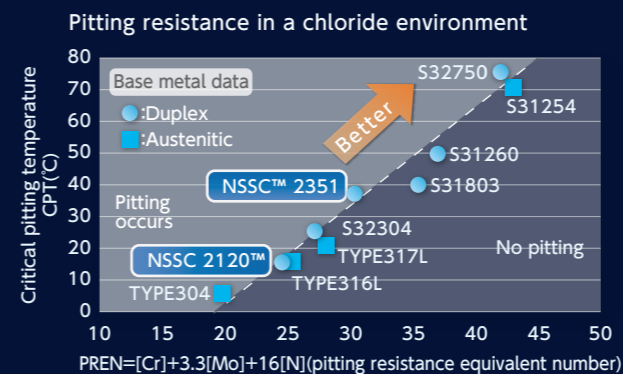 Pitting resistance in a chloride environment
Critical pitting temperature
CPT(℃)
80
70
60
50
40
30
20
10
0
Base metal data
:Duplex
:Austenitic
Better
S32750
S31254
S31260
S31803
NSSC™ 2351
Pitting
occurs
S32304
No pitting
NSSC 2120™
TYPE317L
TYPE316L
TYPE304
10 15 20 25 30 35 40 45 50
PREN=[Cr]+3.3[Mo]+16[N](pitting resistance equivalent number)